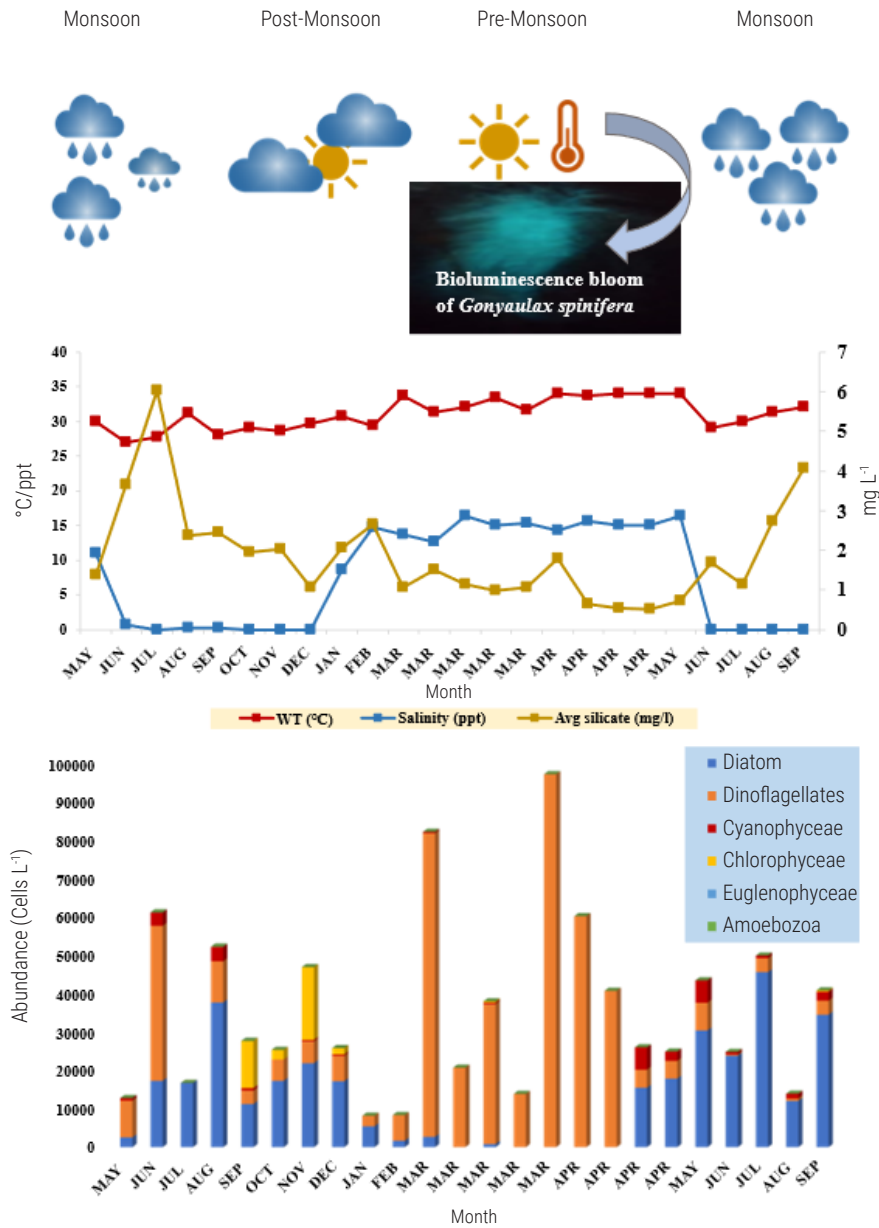 Monsoon Post-Monsoon Pre-Monsoon Monsoon
Bioluminescence bloom
of Gonyaulax spinifera
40
35
30
25
20
15
10
5
0
°C/ppt
7
6
5
4
3
2
1
0
mg L-1
MAY JUN JUL AUG SEP OCT NOV DEC JAN FEB MAR MAR MAR MAR MAR APR APR APR APR MAY JUN JUL AUG SEP
Month
WT (°C) Salinity (ppt) Avg silicate (mg/l)
100000
90000
80000
70000
60000
50000
40000
30000
20000
10000
0
Abundance (Cells L-1)
Diatom
Dinoflagellates
Cyanophyceae
Chlorophyceae
Euglenophyceae
Amoebozoa
MAY JUN JUL AUG SEP OCT NOV DEC JAN FEB MAR MAR MAR MAR MAR APR APR APR APR MAY JUN JUL AUG SEP
Month